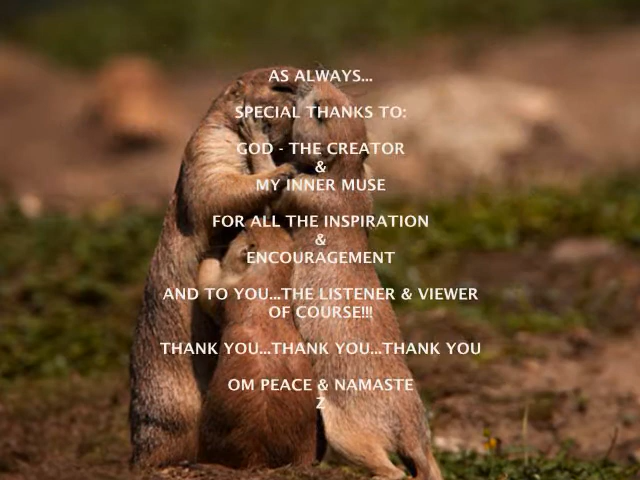 AS ALWAYS...
SPECIAL THANKS TO:
GOD - THE CREATOR
&
MY INNER MUSE
FOR ALL THE INSPIRATION
&
ENCOURAGEMENT
AND TO YOU...THE LISTENER & VIEWER
OF COURSE!!!
THANK YOU...THANK YOU...THANK YOU
OM PEACE & NAMASTE
Z